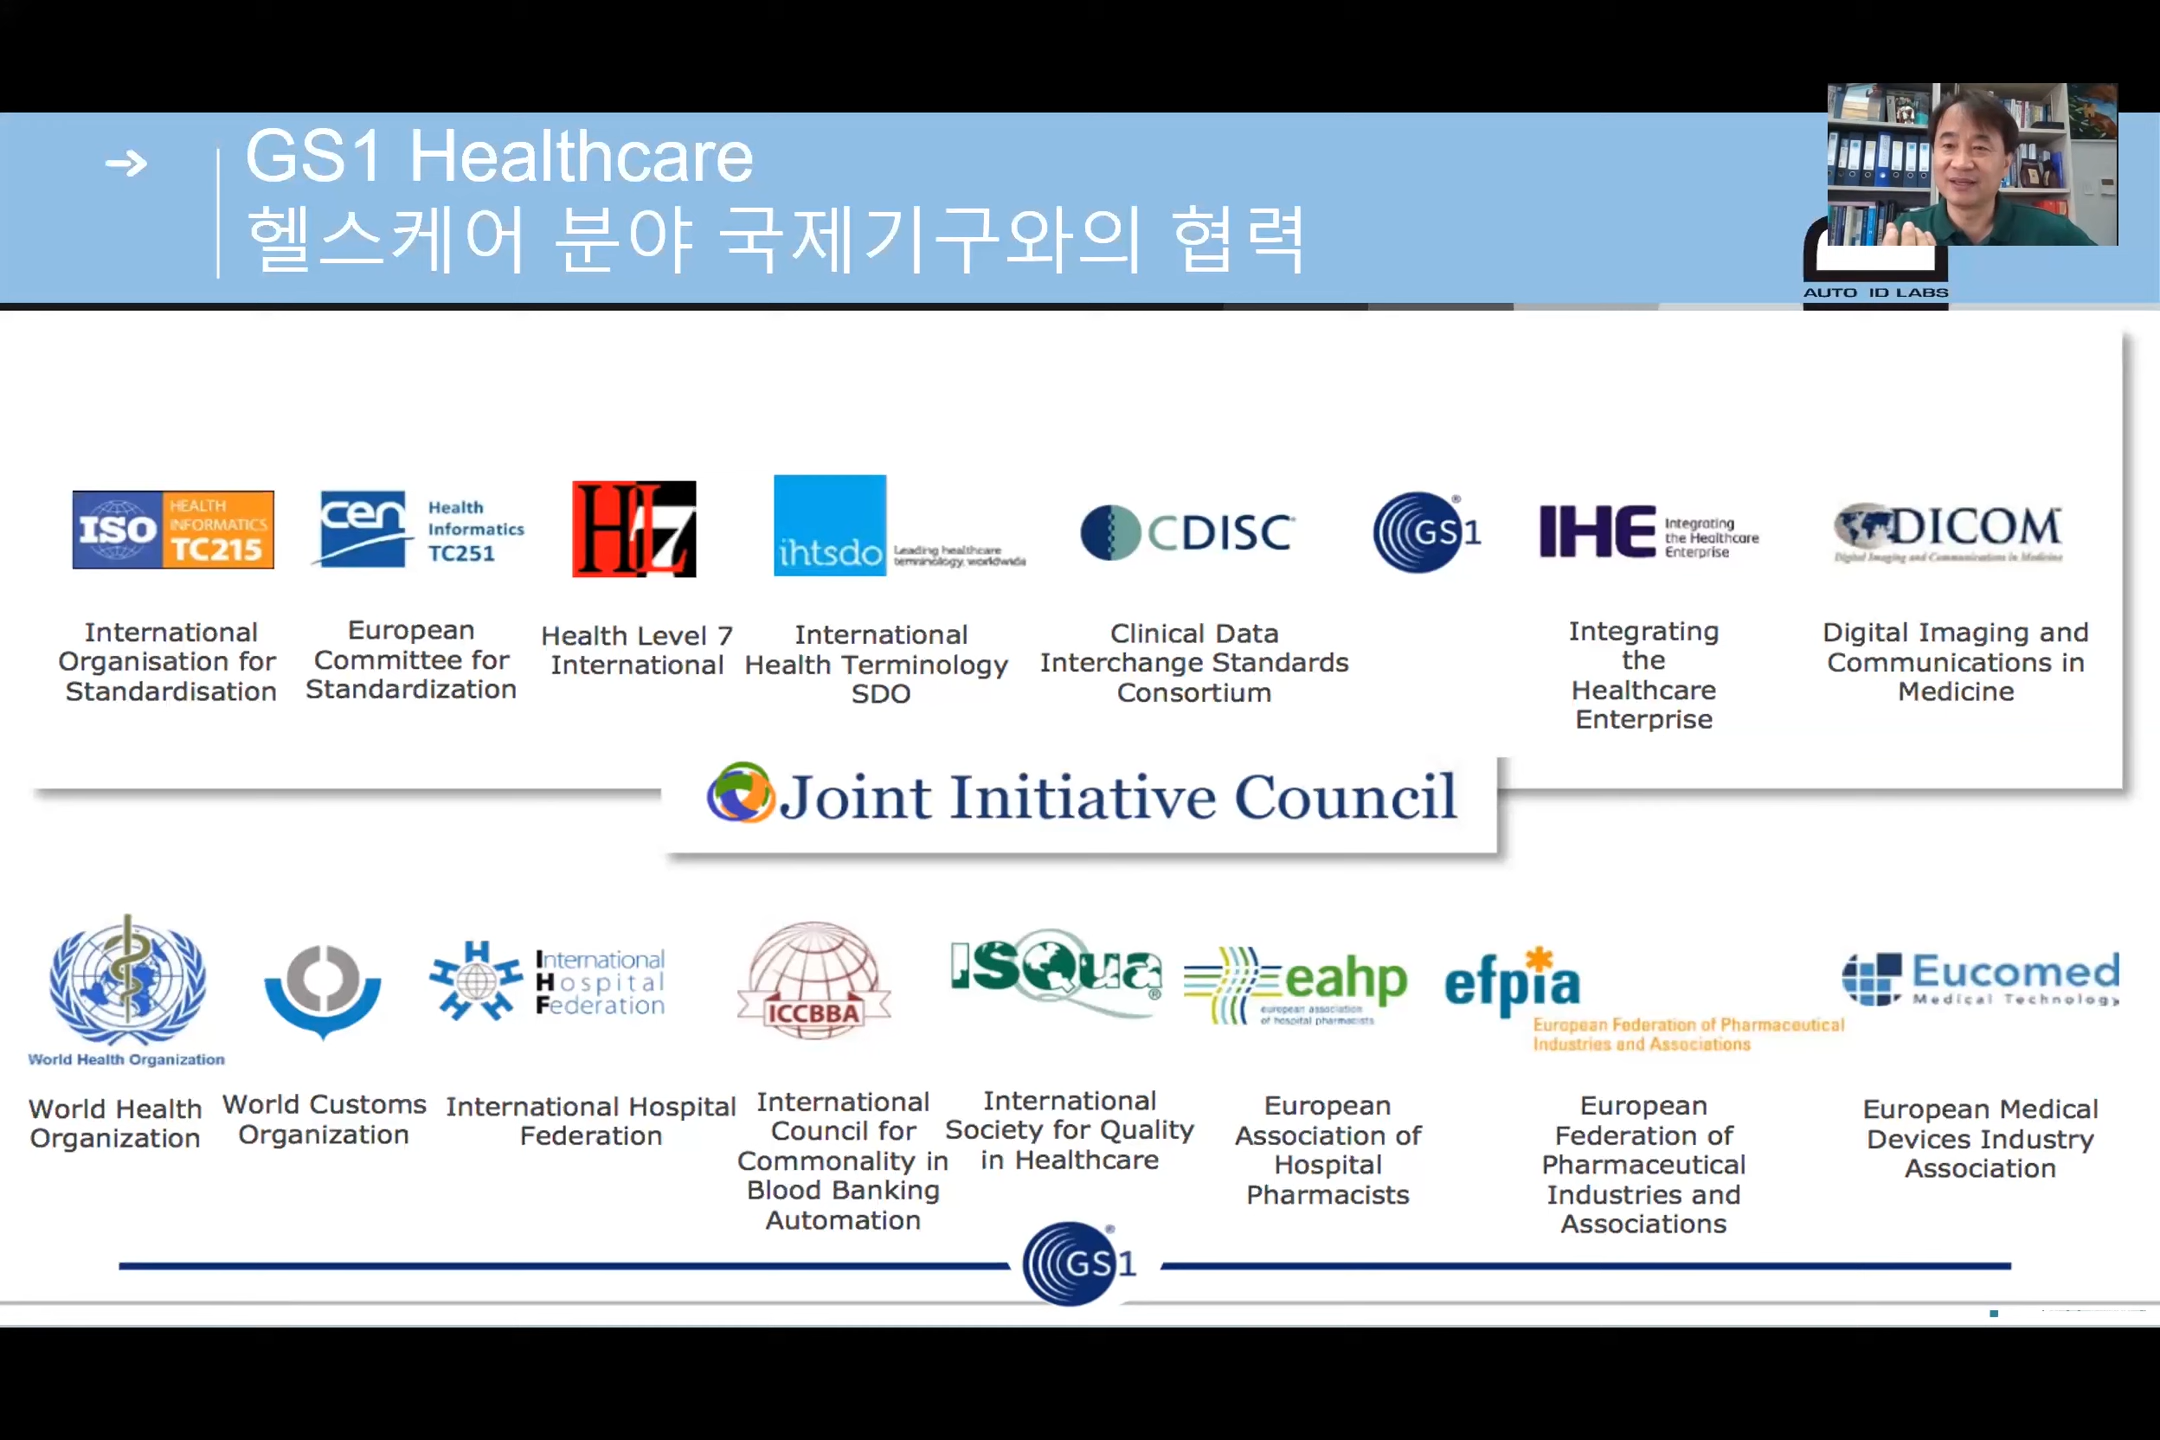 GS1 Healthcare
헬스케어 분야 국제기구와의 협력
AUTO ID LABS
ISO
HEALTH
INFORMATICS
TC215
cen
Health
Informatics
TC251
HL7
ihtsdo
Leading healthcare
terminology, worldwide
CDISC
GS1®
IHE
Integrating
the Healthcare
Enterprise
DICOM
Digital Imaging and Communications in Medicine
International
Organisation for
Standardisation
European
Committee for
Standardization
Health Level 7
International
International
Health Terminology
SDO
Clinical Data
Interchange Standards
Consortium
Integrating
the
Healthcare
Enterprise
Digital Imaging and
Communications in
Medicine
Joint Initiative Council
World Health Organization
International
Hospital
Federation
ICCBBA
ISQua®
eahp
european association
of hospital pharmacists
efpia
European Federation of Pharmaceutical
Industries and Associations
Eucomed
Medical Technology
World Health
Organization
World Customs
Organization
International Hospital
Federation
International
Council for
Commonality in
Blood Banking
Automation
International
Society for Quality
in Healthcare
European
Association of
Hospital
Pharmacists
European
Federation of
Pharmaceutical
Industries and
Associations
European Medical
Devices Industry
Association
GS1®